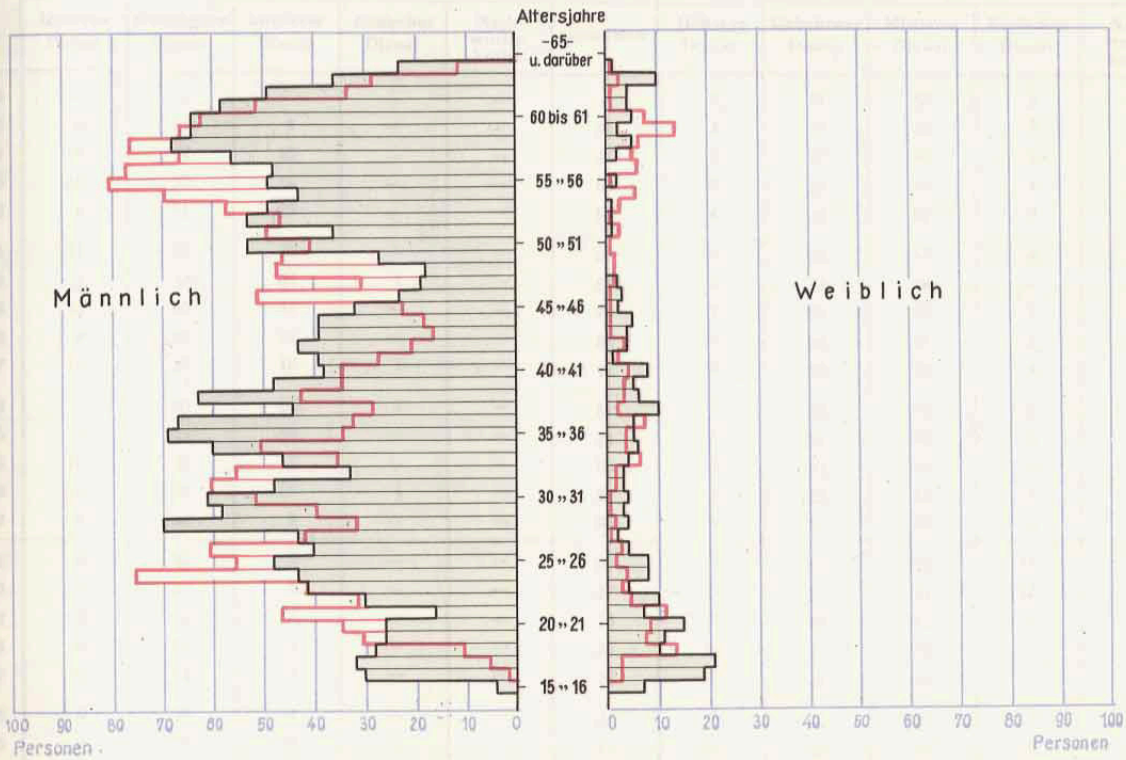 Altersjahre
-65-
u. darüber
60 bis 61
55 „ 56
50 „ 51
Männlich
Weiblich
45 „ 46
40 „ 41
35 „ 36
30 „ 31
25 „ 26
20 „ 21
15 „ 16
100 90 80 70 60 50 40 30 20 10 0
0 10 20 30 40 50 60 70 80 90 100
Personen
Personen